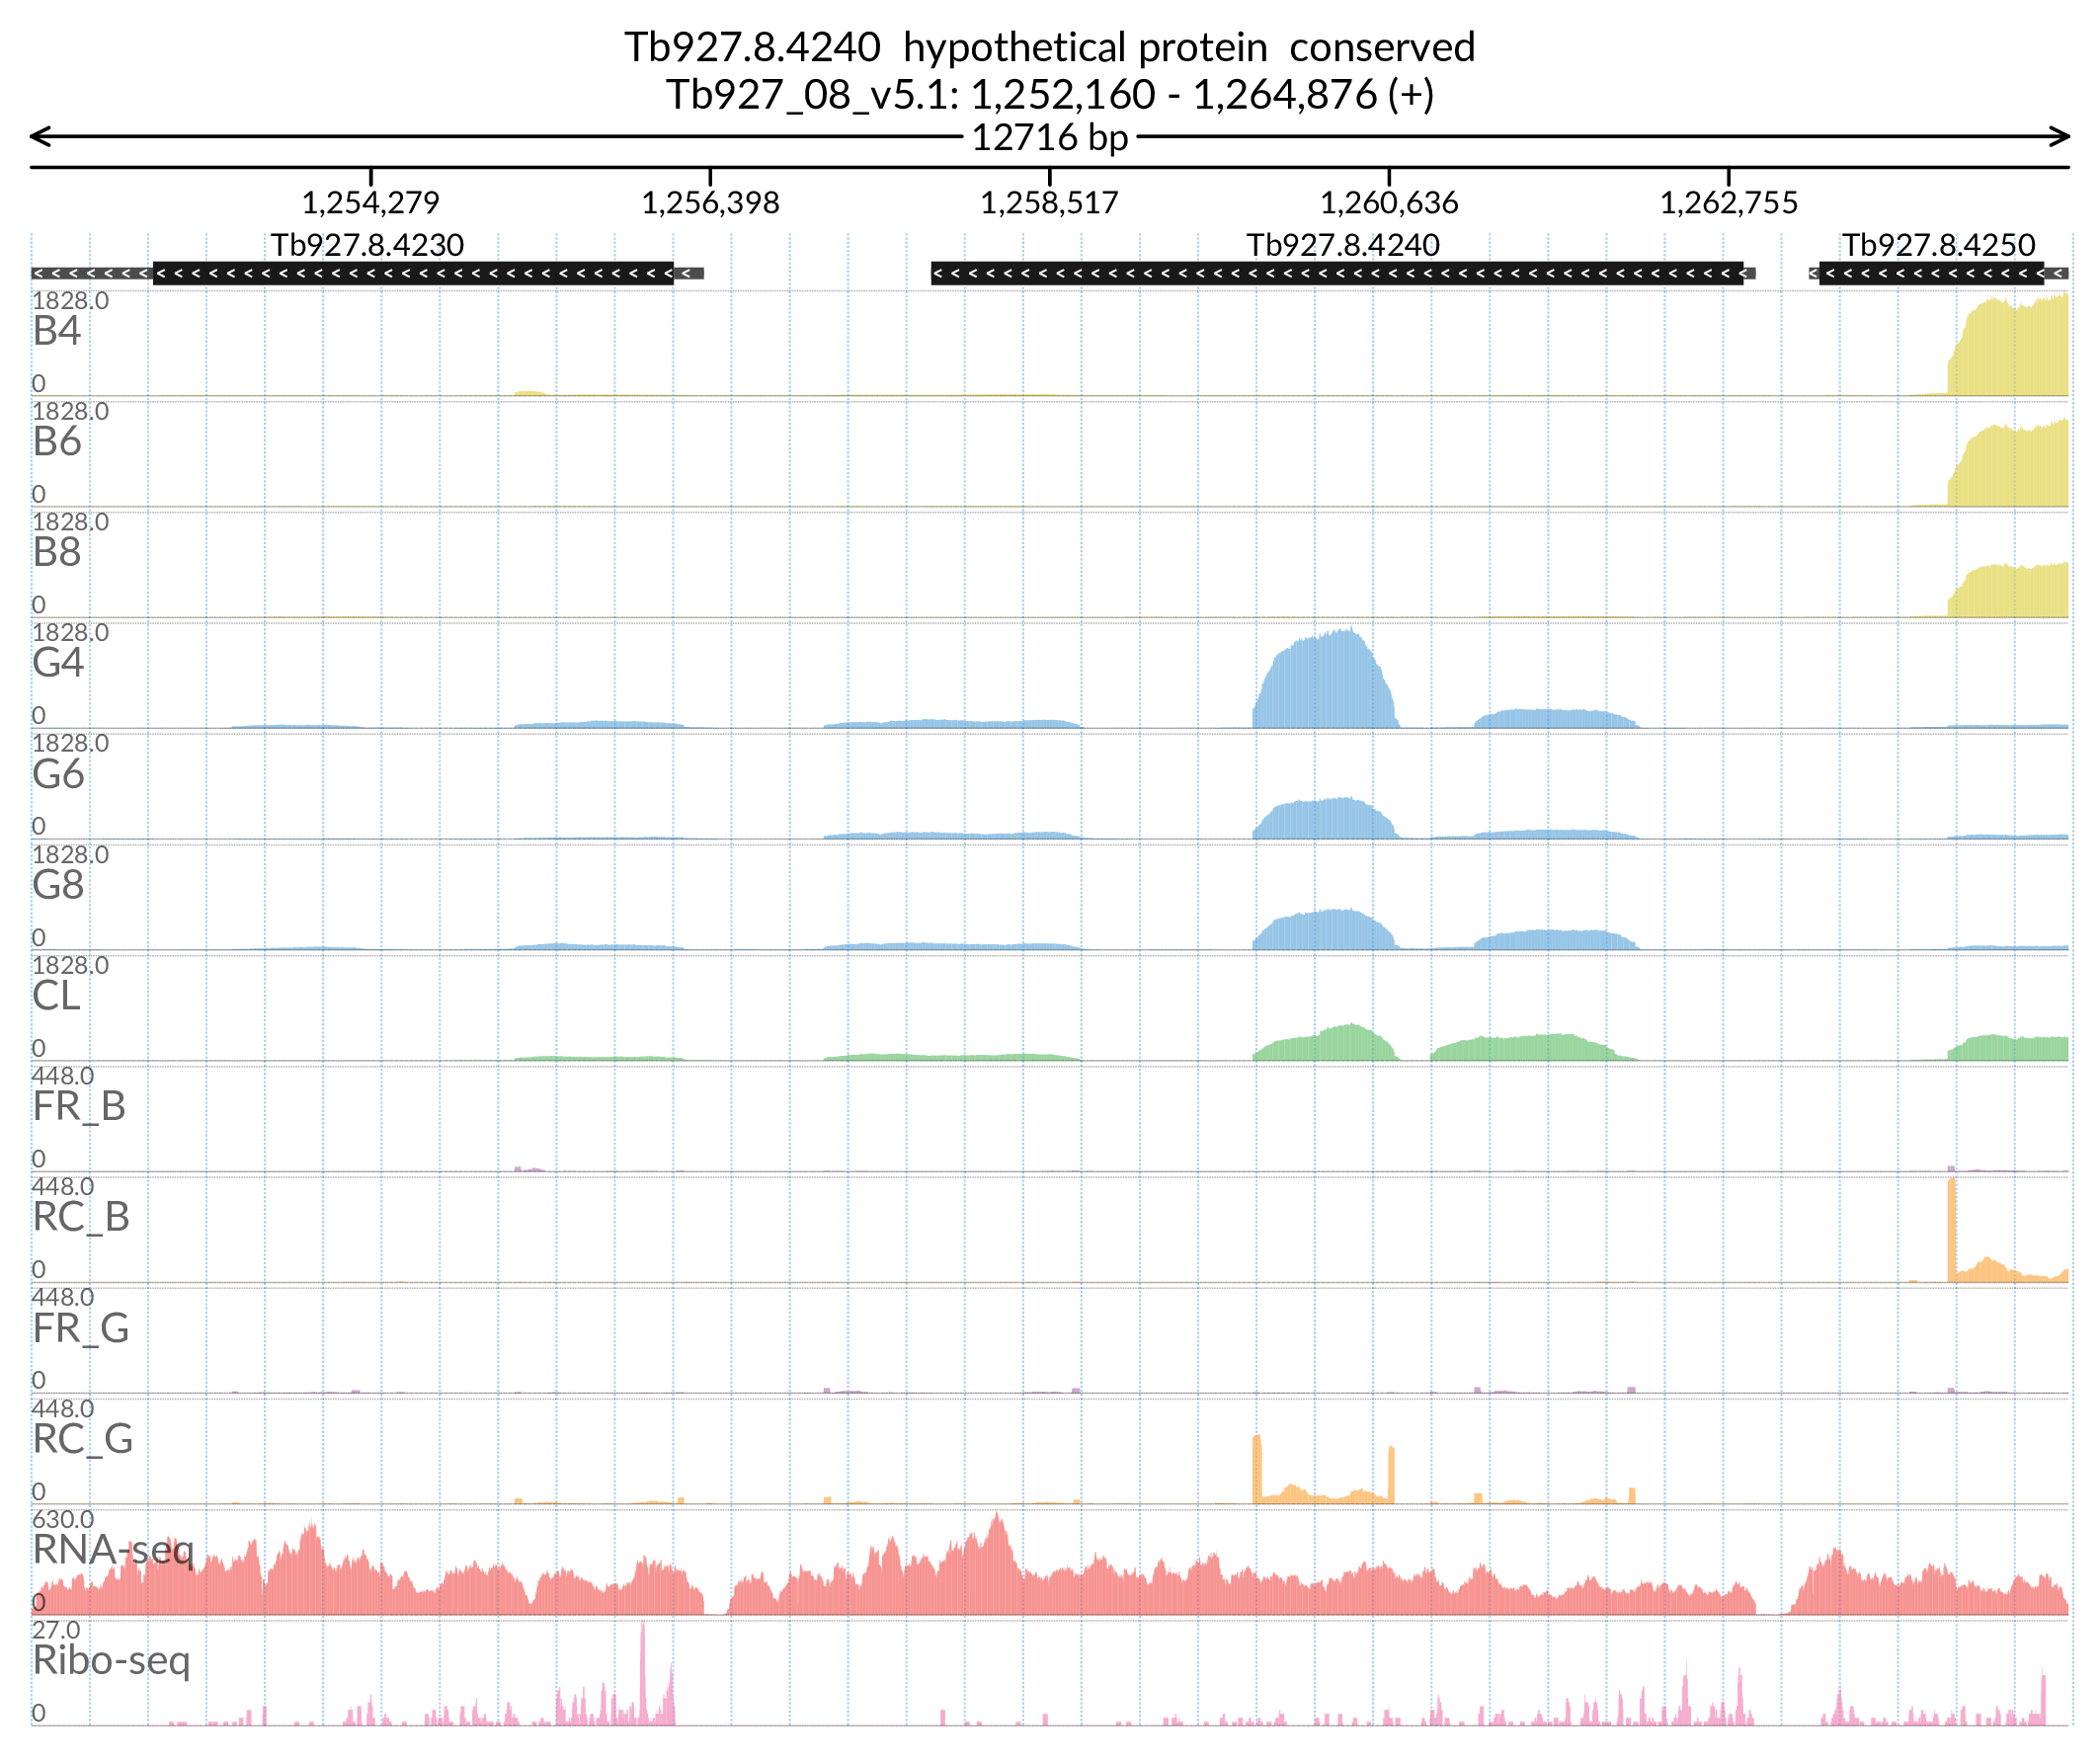 Tb927.8.4240 hypothetical protein conserved
Tb927_08_v5.1: 1,252,160 - 1,264,876 (+)
12716 bp
1,254,279 1,256,398 1,258,517 1,260,636 1,262,755
Tb927.8.4230 Tb927.8.4240 Tb927.8.4250
1828.0
B4
0
1828.0
B6
0
1828.0
B8
0
1828.0
G4
0
1828.0
G6
0
1828.0
G8
0
1828.0
CL
0
448.0
FR_B
0
448.0
RC_B
0
448.0
FR_G
0
448.0
RC_G
0
630.0
RNA-seq
0
27.0
Ribo-seq
0